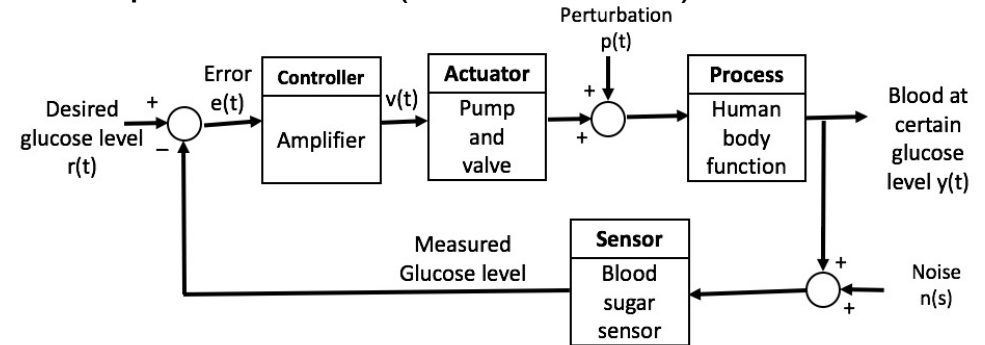 Perturbation
p(t)
Error
e(t)
Controller
Amplifier
v(t)
Actuator
Pump
and
valve
+
+
Process
Human
body
function
Desired
glucose level
r(t)
+
−
Blood at
certain
glucose
level y(t)
Measured
Glucose level
Sensor
Blood
sugar
sensor
+
+
Noise
n(s)